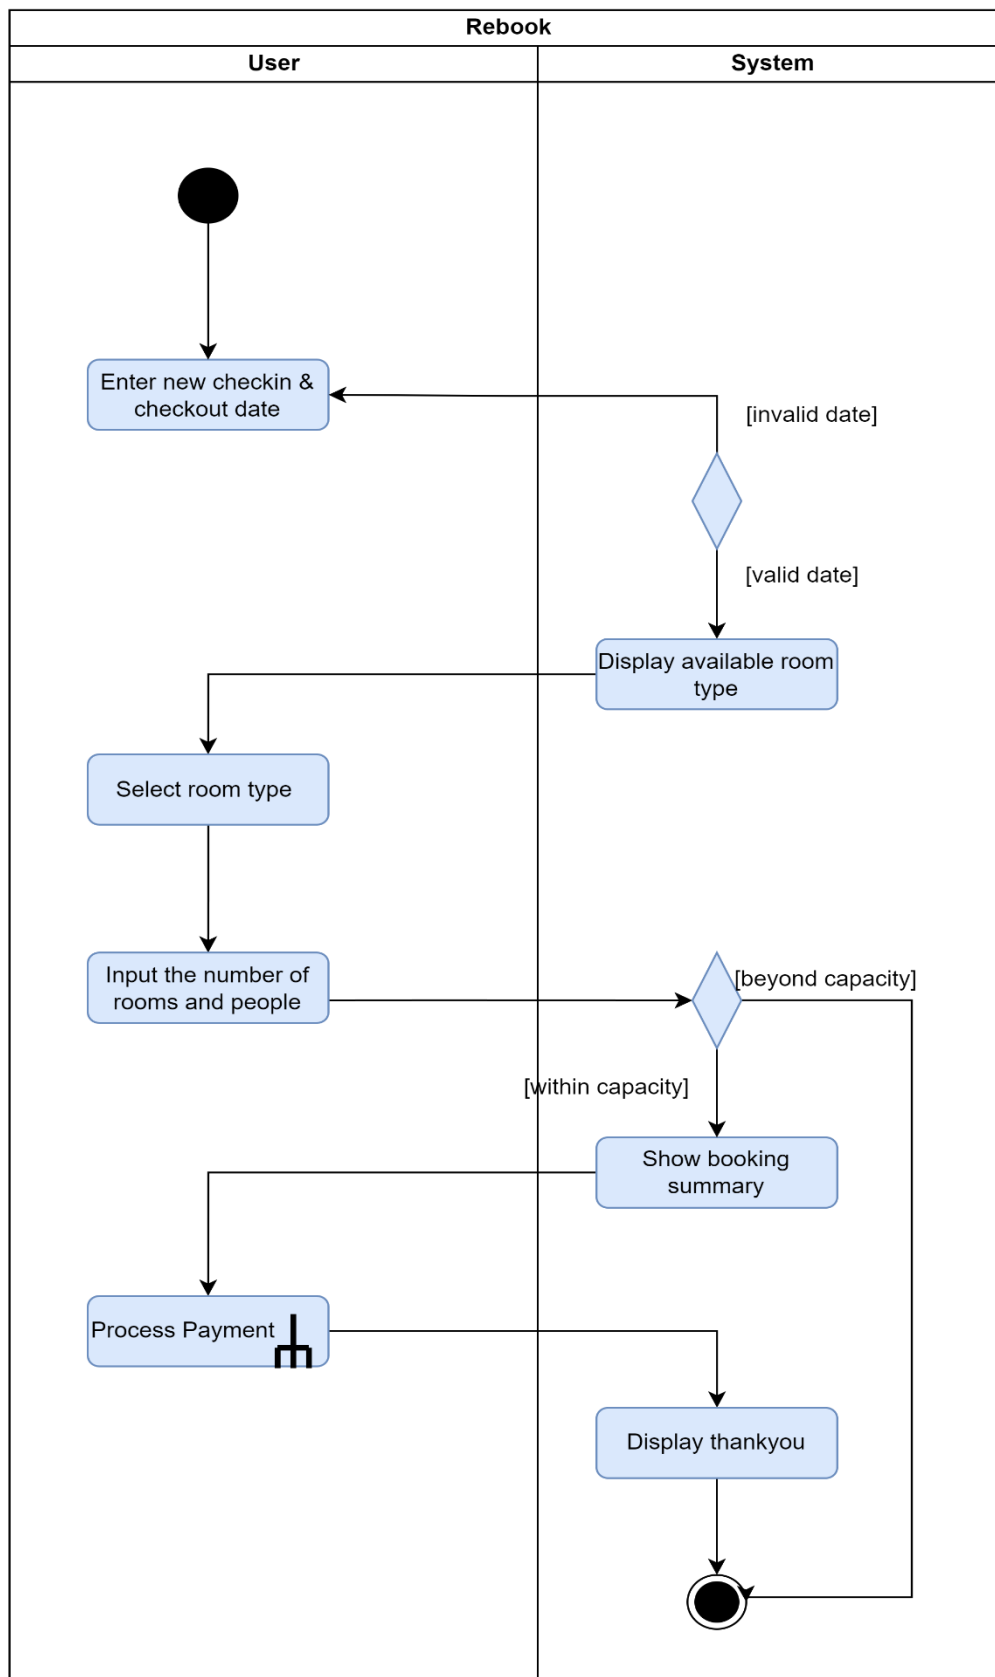 Rebook
User
System
Enter new checkin &
checkout date
[invalid date]
[valid date]
Display available room
type
Select room type
Input the number of
rooms and people
[beyond capacity]
[within capacity]
Show booking
summary
Process Payment
Display thankyou